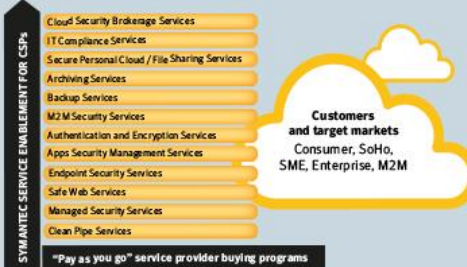 SYMANTEC SERVICE ENABLEMENT FOR CSPs
Cloud Security Brokerage Services
IT Compliance Services
Secure Personal Cloud / File Sharing Services
Archiving Services
Backup Services
M2M Security Services
Authentication and Encryption Services
Apps Security Management Services
Endpoint Security Services
Safe Web Services
Managed Security Services
Clean Pipe Services
"Pay as you go" service provider buying programs
Customers
and target markets
Consumer, SoHo,
SME, Enterprise, M2M